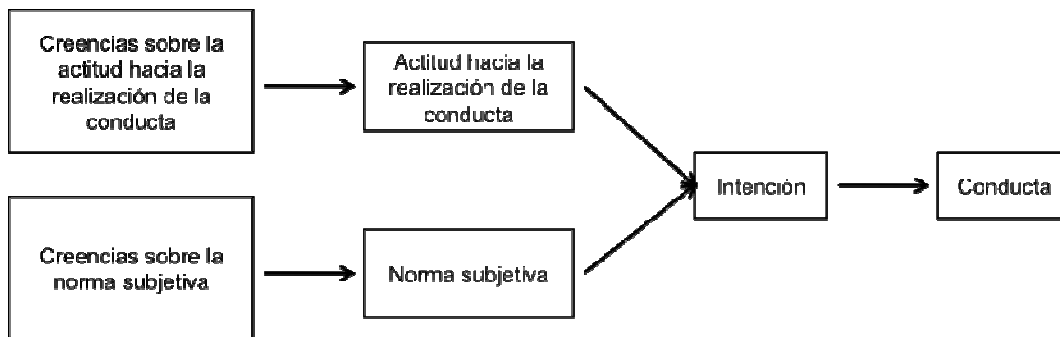 Creencias sobre la
actitud hacia la
realización de la
conducta
Actitud hacia la
realización de la
conducta
Intención
Conducta
Creencias sobre la
norma subjetiva
Norma subjetiva